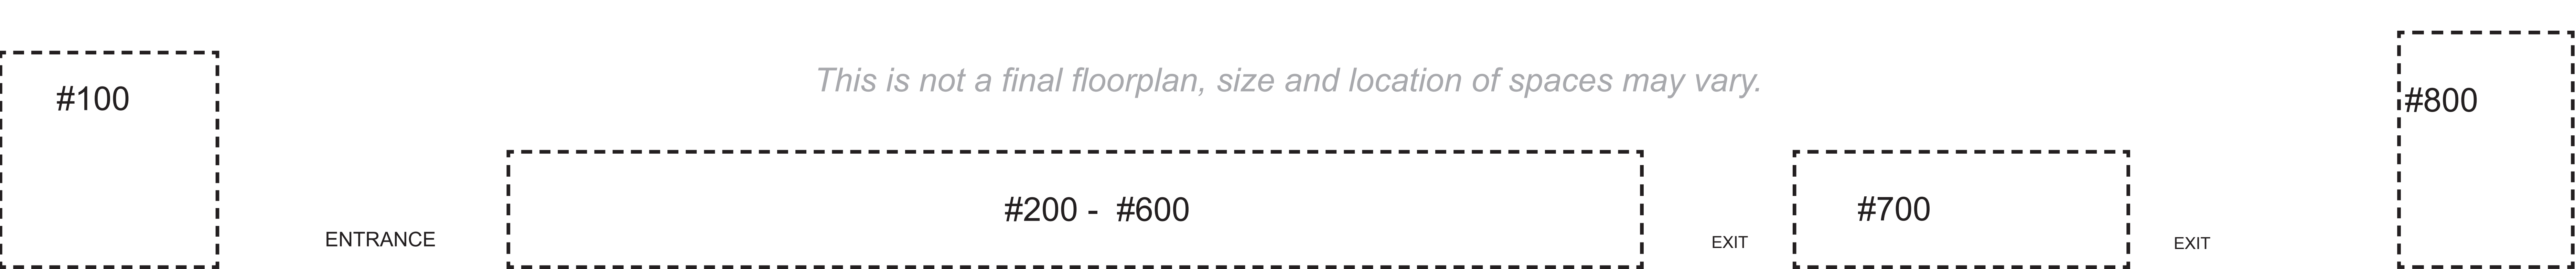 This is not a final floorplan, size and location of spaces may vary.
#100
#800
#200 -  #600
#700
ENTRANCE
EXIT
EXIT